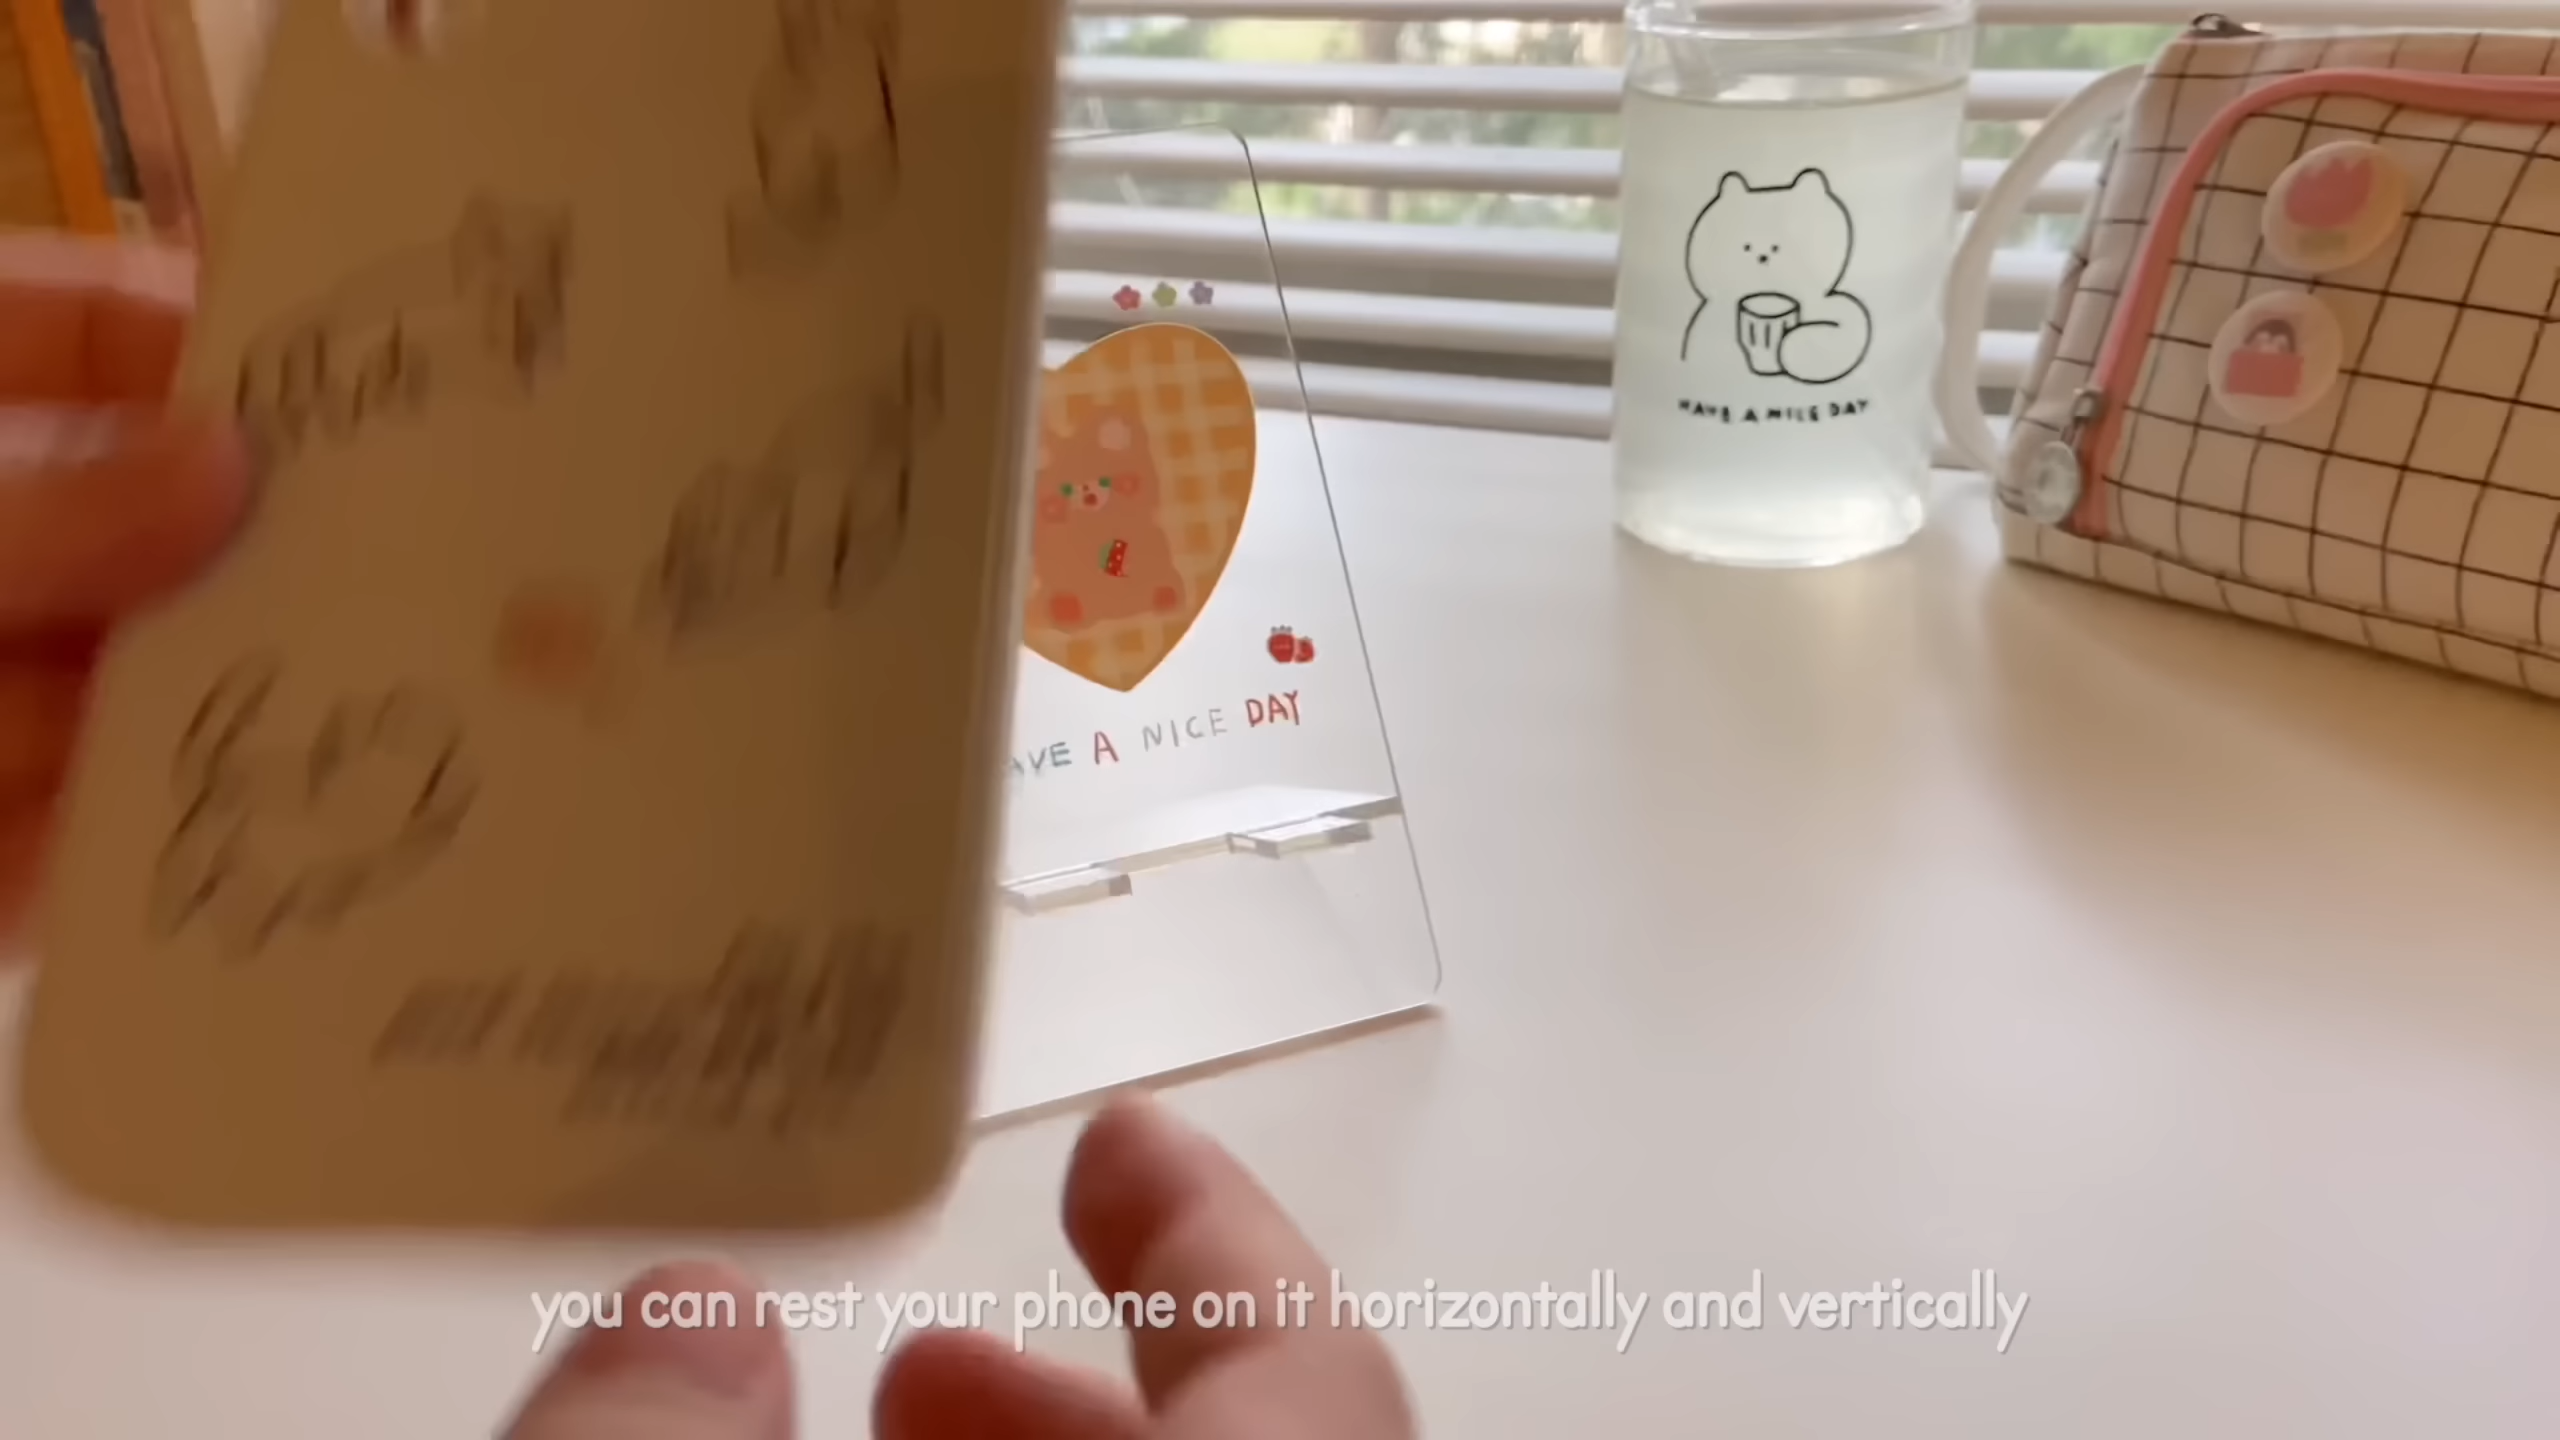 HAVE A NICE DAY
AVE A NICE DAY
you can rest your phone on it horizontally and vertically